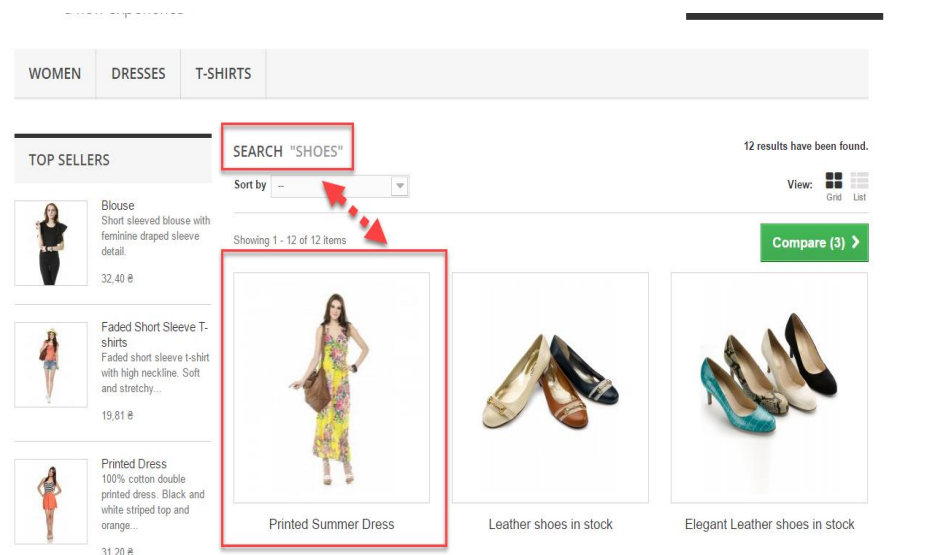 WOMEN DRESSES T-SHIRTS
TOP SELLERS
Blouse
Short sleeved blouse with
feminine draped sleeve
detail.
32,40 ₴
Faded Short Sleeve T-
shirts
Faded short sleeve t-shirt
with high neckline. Soft
and stretchy...
19,81 ₴
Printed Dress
100% cotton double
printed dress. Black and
white striped top and
orange...
31,20 ₴
SEARCH "SHOES"
12 results have been found.
Sort by --
View: Grid List
Showing 1 - 12 of 12 items
Compare (3)
Printed Summer Dress
Leather shoes in stock
Elegant Leather shoes in stock